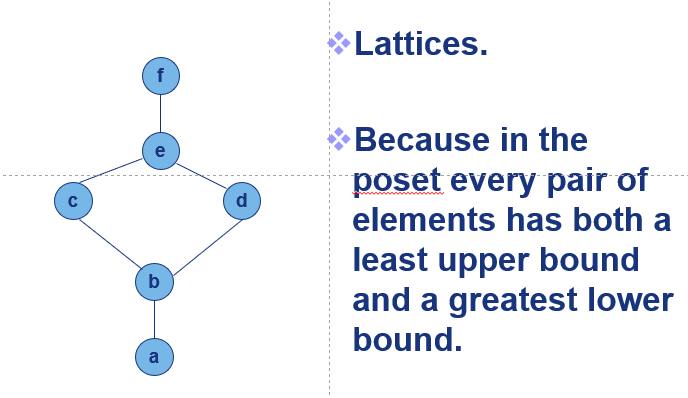 f
e
c
d
b
a
Lattices.
Because in the
poset every pair of
elements has both a
least upper bound
and a greatest lower
bound.